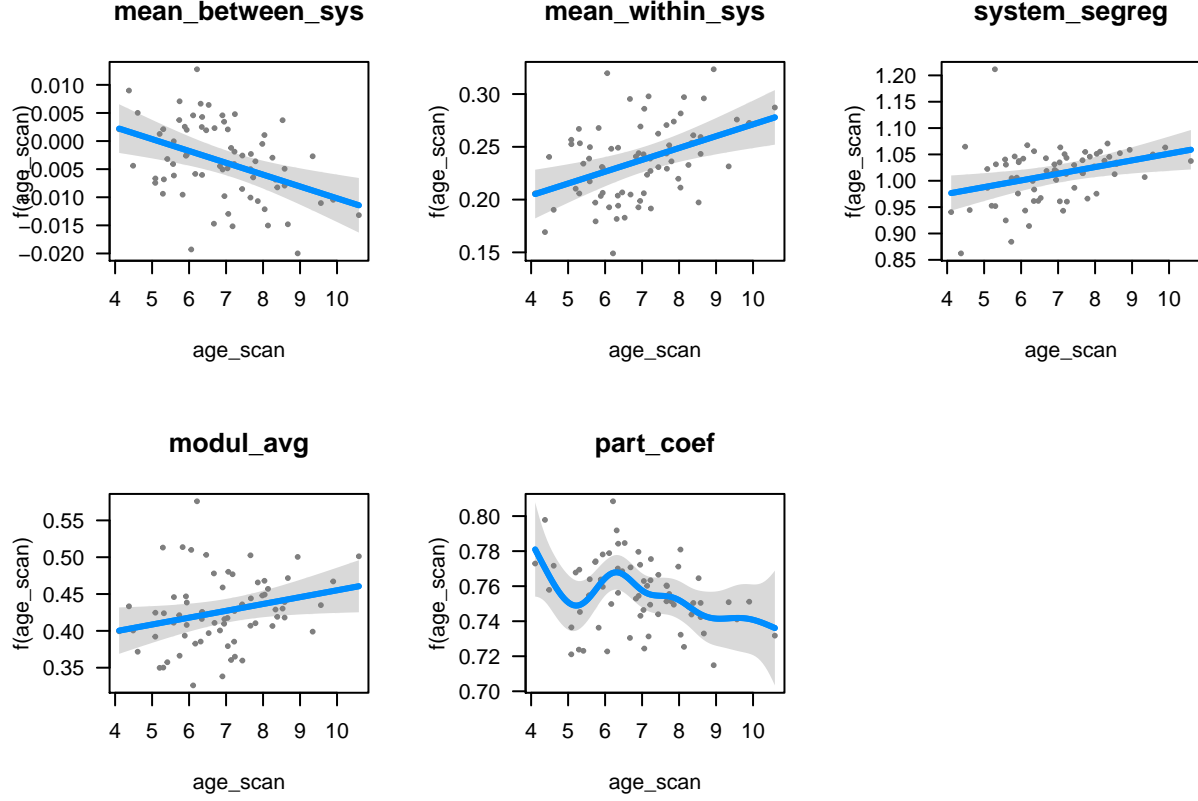 mean_between_sys
mean_within_sys
system_segreg
f(age_scan)
0.010
0.005
0.000
−0.005
−0.010
−0.015
−0.020
4 5 6 7 8 9 10
age_scan
f(age_scan)
0.30
0.25
0.20
0.15
4 5 6 7 8 9 10
age_scan
f(age_scan)
1.20
1.15
1.10
1.05
1.00
0.95
0.90
0.85
4 5 6 7 8 9 10
age_scan
modul_avg
part_coef
f(age_scan)
0.55
0.50
0.45
0.40
0.35
4 5 6 7 8 9 10
age_scan
f(age_scan)
0.80
0.78
0.76
0.74
0.72
0.70
4 5 6 7 8 9 10
age_scan